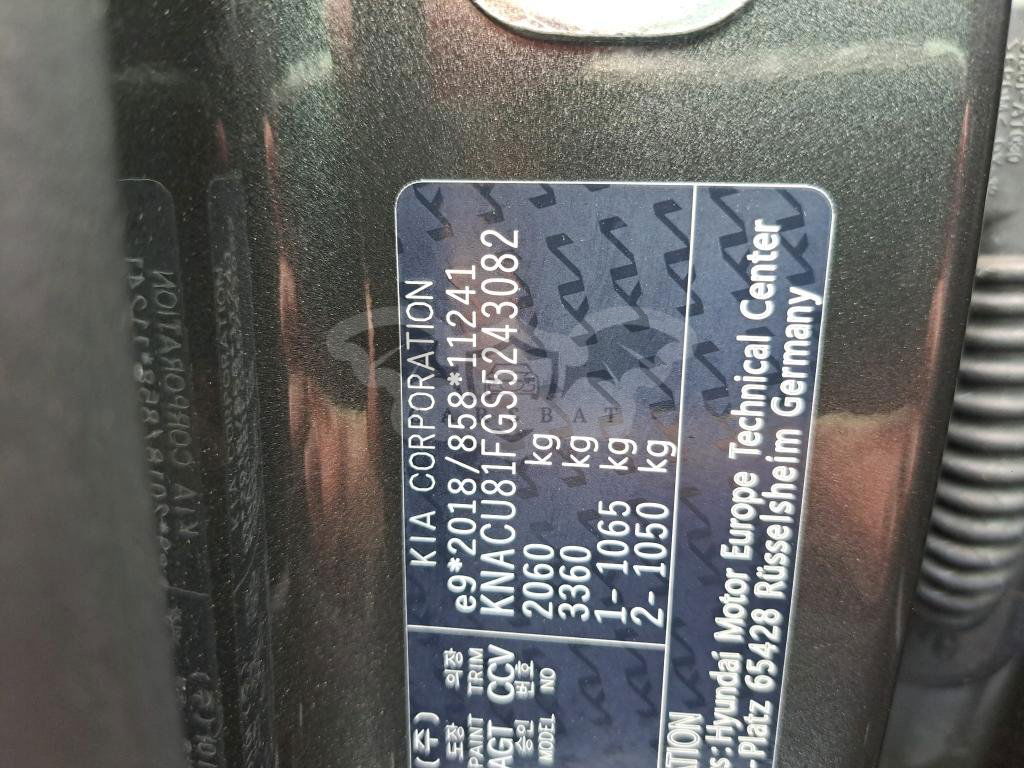 KIA CORPORATION
e9*2018/858*11241
KNACU81FGS5243082
2060 kg
3360 kg
1- 1065 kg
2- 1050 kg
(주)
도장 의장
PAINT TRIM
AGT CCV
승인 번호
MODEL NO
ATION
s : Hyundai Motor Europe Technical Center
- Platz 65428 Rüsselsheim Germany